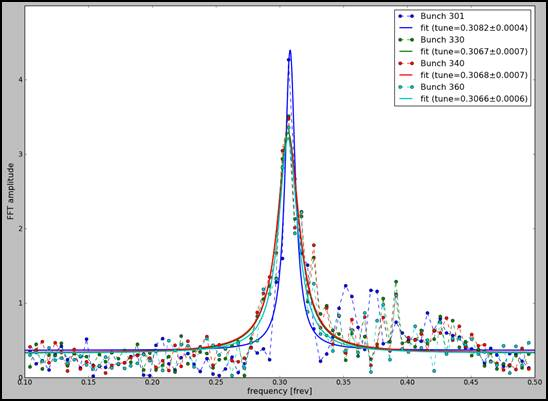 Bunch 301
fit (tune=0.3082±0.0004)
Bunch 330
fit (tune=0.3067±0.0007)
Bunch 340
fit (tune=0.3068±0.0007)
Bunch 360
fit (tune=0.3066±0.0006)
FFT amplitude
4
3
2
1
0
0.10 0.15 0.20 0.25 0.30 0.35 0.40 0.45 0.50
frequency [frev]